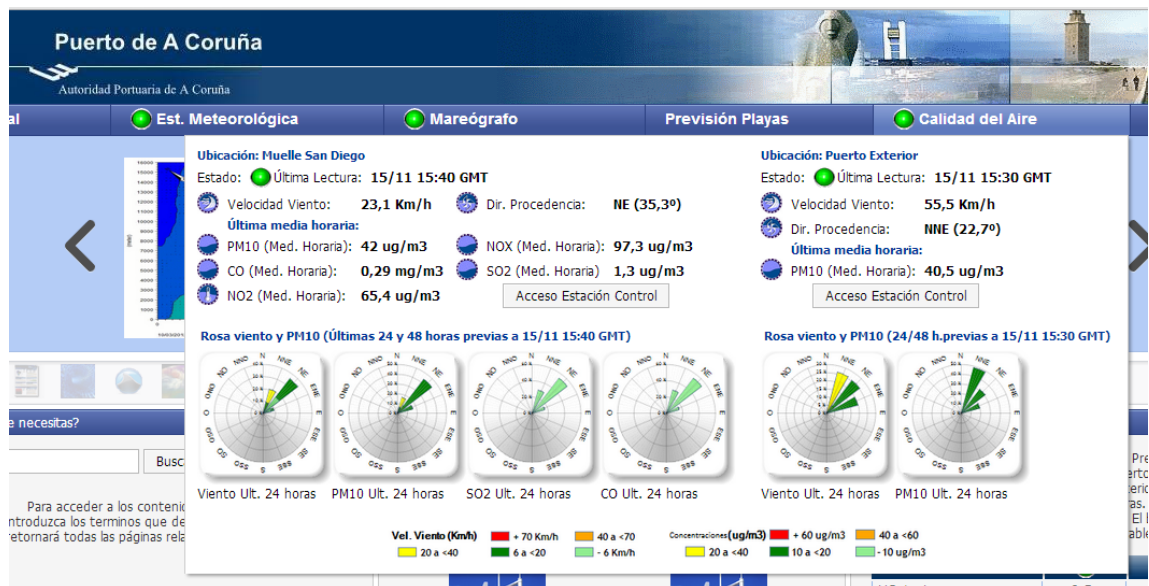 Puerto de A Coruña
Autoridad Portuaria de A Coruña
al Est. Meteorológica Mareógrafo Previsión Playas Calidad del Aire
Ubicación: Muelle San Diego
Estado: Última Lectura: 15/11 15:40 GMT
Velocidad Viento: 23,1 Km/h Dir. Procedencia: NE (35,3º)
Última media horaria:
PM10 (Med. Horaria): 42 ug/m3 NOX (Med. Horaria): 97,3 ug/m3
CO (Med. Horaria): 0,29 mg/m3 SO2 (Med. Horaria) 1,3 ug/m3
NO2 (Med. Horaria): 65,4 ug/m3 Acceso Estación Control
Ubicación: Puerto Exterior
Estado: Última Lectura: 15/11 15:30 GMT
Velocidad Viento: 55,5 Km/h
Dir. Procedencia: NNE (22,7º)
Última media horaria:
PM10 (Med. Horaria): 40,5 ug/m3
Acceso Estación Control
Rosa viento y PM10 (Últimas 24 y 48 horas previas a 15/11 15:40 GMT)
Rosa viento y PM10 (24/48 h.previas a 15/11 15:30 GMT)
Viento Ult. 24 horas PM10 Ult. 24 horas SO2 Ult. 24 horas CO Ult. 24 horas
Viento Ult. 24 horas PM10 Ult. 24 horas
Vel. Viento (Km/h) + 70 Km/h 40 a <70
20 a <40 6 a <20 - 6 Km/h
Concentraciones (ug/m3) + 60 ug/m3 40 a <60
20 a <40 10 a <20 - 10 ug/m3
e necesitas?
Busc
Para acceder a los contenic
ntroduzca los terminos que de
retornará todas las páginas rela